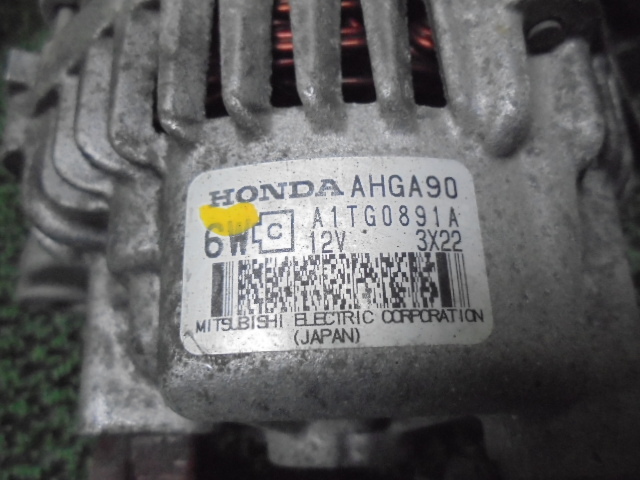 HONDA AHGA90
6W C A1TG0891A
12V 3X22
MITSUBISHI ELECTRIC CORPORATION
(JAPAN)